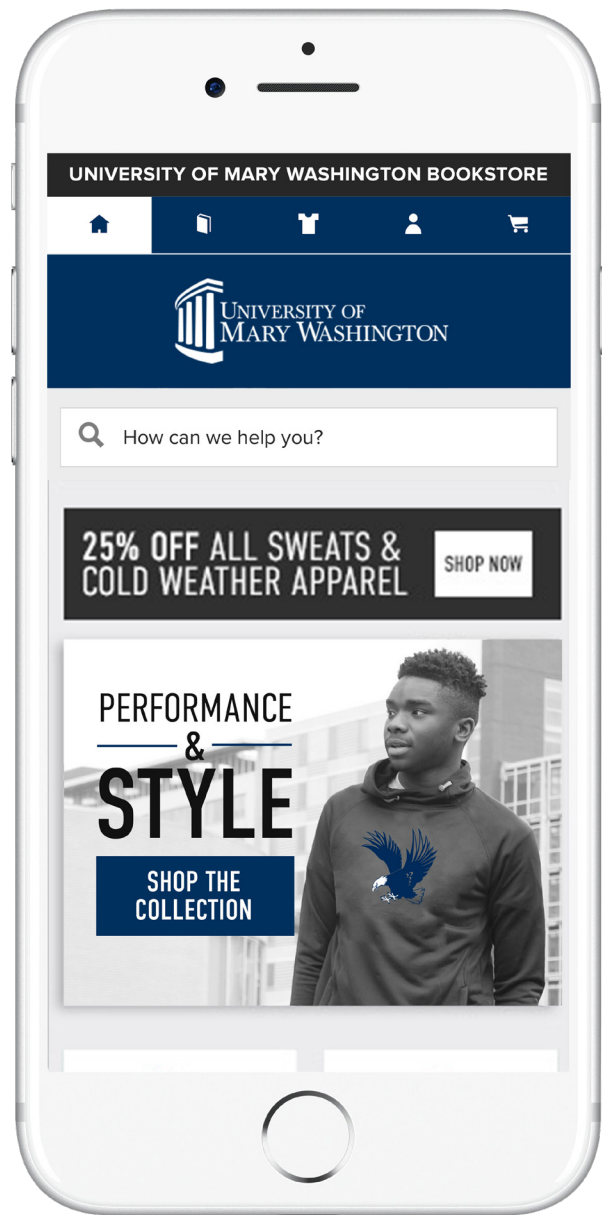 UNIVERSITY OF MARY WASHINGTON BOOKSTORE
UNIVERSITY OF
MARY WASHINGTON
How can we help you?
25% OFF ALL SWEATS &
COLD WEATHER APPAREL
SHOP NOW
PERFORMANCE
&
STYLE
SHOP THE
COLLECTION